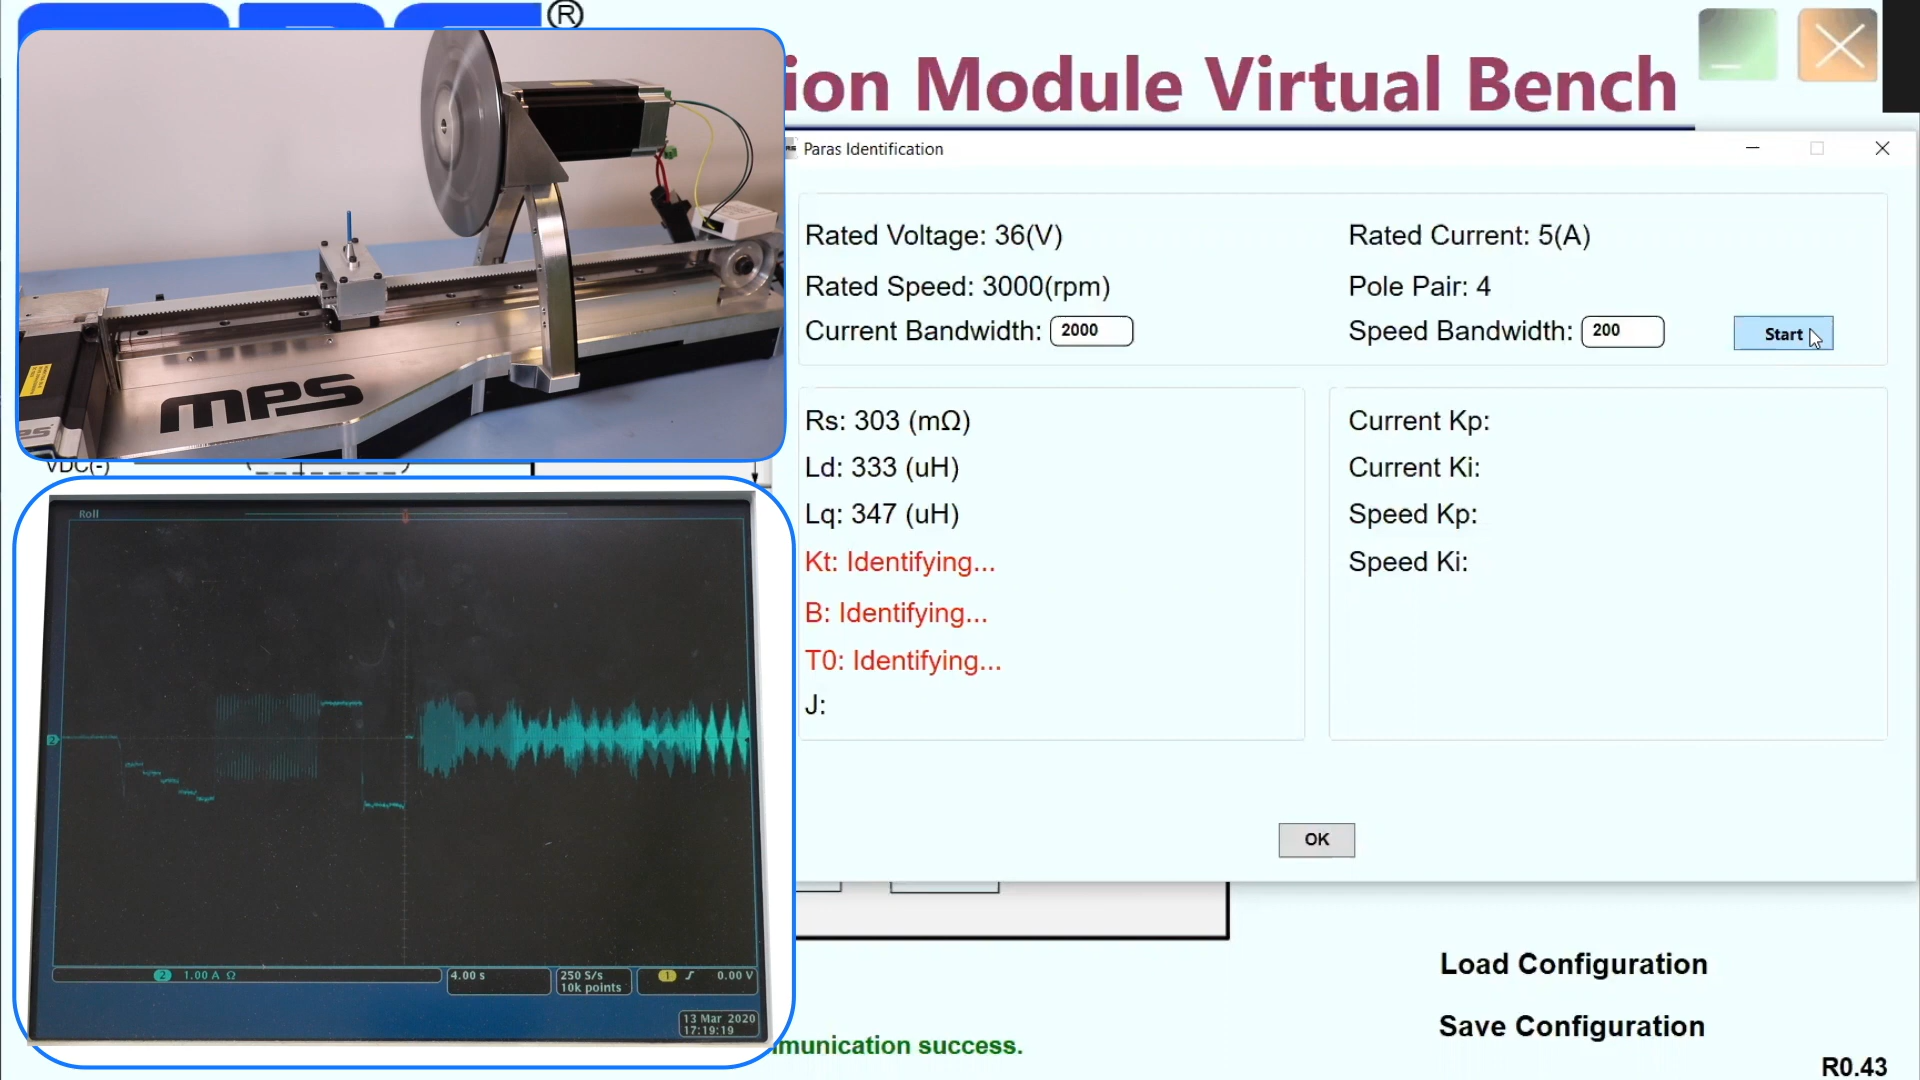 ®
ion Module Virtual Bench
Paras Identification
Rated Voltage: 36(V)
Rated Current: 5(A)
Rated Speed: 3000(rpm)
Pole Pair: 4
Current Bandwidth: 2000
Speed Bandwidth: 200
Start
Rs: 303 (mΩ)
Ld: 333 (uH)
Lq: 347 (uH)
Kt: Identifying...
B: Identifying...
T0: Identifying...
J:
Current Kp:
Current Ki:
Speed Kp:
Speed Ki:
OK
mps
VDC(-)
Roll
2
2 1.00 A Ω
4.00 s
250 S/s
10k points
1 0.00 V
13 Mar 2020
17:19:19
munication success.
Load Configuration
Save Configuration
R0.43